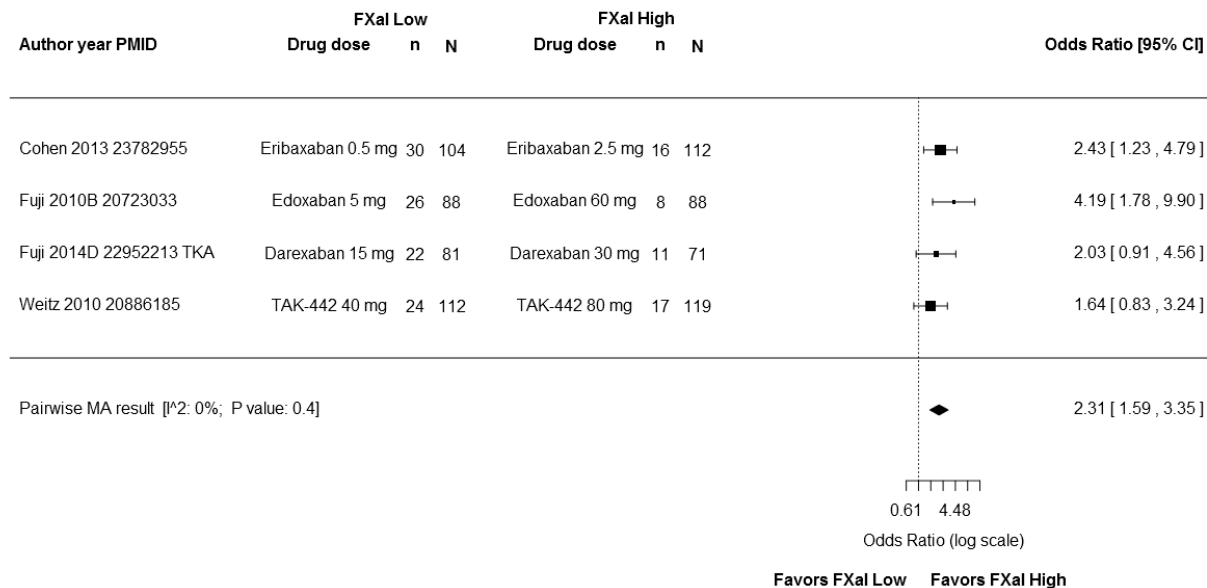 FXaI Low FXaI High
Author year PMID Drug dose n N Drug dose n N Odds Ratio [95% CI]
Cohen 2013 23782955 Eribaxaban 0.5 mg 30 104 Eribaxaban 2.5 mg 16 112 2.43 [ 1.23 , 4.79 ]
Fuji 2010B 20723033 Edoxaban 5 mg 26 88 Edoxaban 60 mg 8 88 4.19 [ 1.78 , 9.90 ]
Fuji 2014D 22952213 TKA Darexaban 15 mg 22 81 Darexaban 30 mg 11 71 2.03 [ 0.91 , 4.56 ]
Weitz 2010 20886185 TAK-442 40 mg 24 112 TAK-442 80 mg 17 119 1.64 [ 0.83 , 3.24 ]
Pairwise MA result [I^2: 0%; P value: 0.4] 2.31 [ 1.59 , 3.35 ]
0.61 4.48
Odds Ratio (log scale)
Favors FXaI Low Favors FXaI High